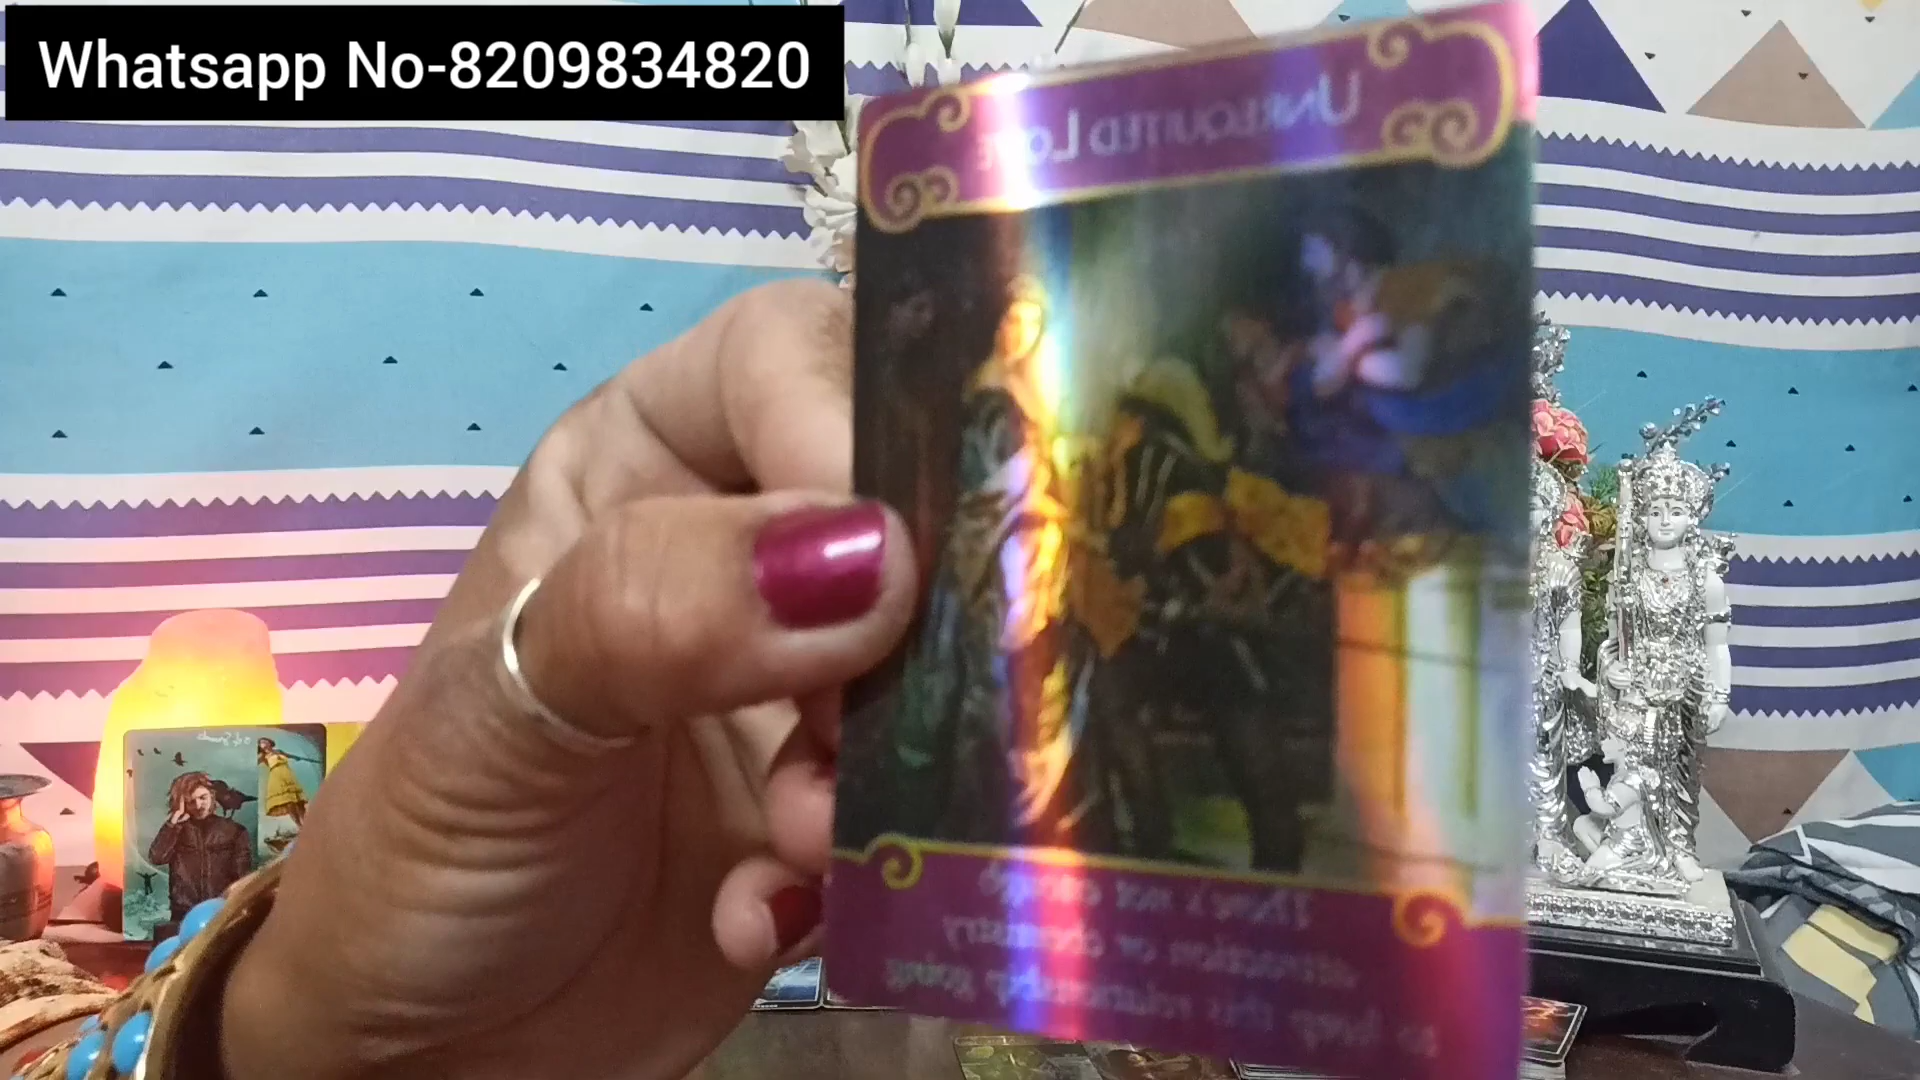 Whatsapp No-8209834820
UNREQUITED LOVE
There's not enough
attraction or chemistry
to keep this relationship going